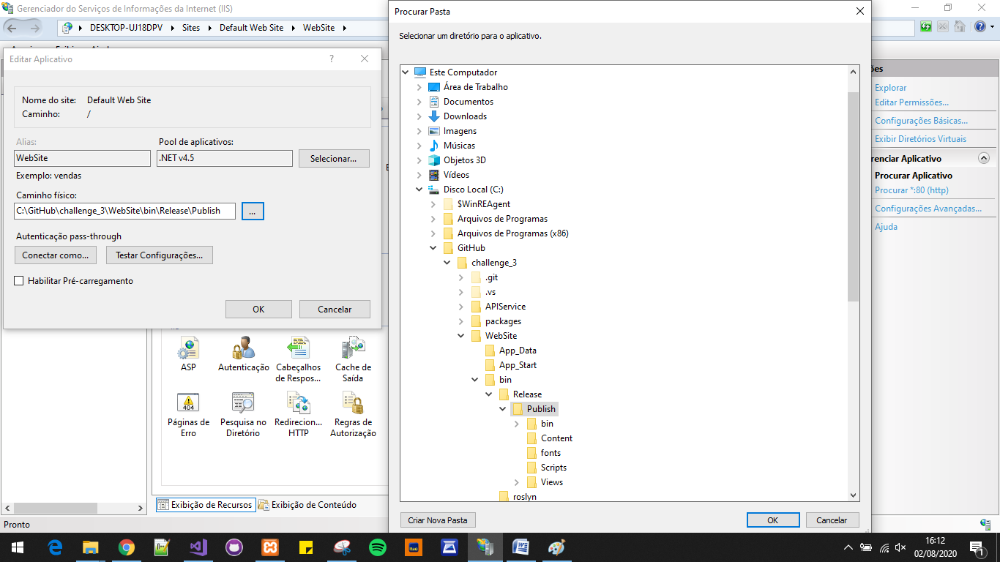 Gerenciador do Serviços de Informações da Internet (IIS)
DESKTOP-UJ18DPV
Sites
Default Web Site
WebSite
Editar Aplicativo
?
Nome do site: Default Web Site
Caminho: /
Alias:
Pool de aplicativos:
WebSite
.NET v4.5
Selecionar...
Exemplo: vendas
Caminho físico:
C:\GitHub\challenge_3\WebSite\bin\Release\Publish
...
Autenticação pass-through
Conectar como...
Testar Configurações...
Habilitar Pré-carregamento
OK
Cancelar
ASP
Autenticação
Cabeçalhos
de Respos...
Cache de
Saída
404
Páginas de
Erro
Pesquisa no
Diretório
Redirecion...
HTTP
Regras de
Autorização
Exibição de Recursos
Exibição de Conteúdo
Pronto
Procurar Pasta
Selecionar um diretório para o aplicativo.
Este Computador
Área de Trabalho
Documentos
Downloads
Imagens
Músicas
Objetos 3D
Vídeos
Disco Local (C:)
$WinREAgent
Arquivos de Programas
Arquivos de Programas (x86)
GitHub
challenge_3
.git
.vs
APIService
packages
WebSite
App_Data
App_Start
bin
Release
Publish
bin
Content
fonts
Scripts
Views
roslyn
Criar Nova Pasta
OK
Cancelar
ões
Explorar
Editar Permissões...
Configurações Básicas...
Exibir Diretórios Virtuais
renciar Aplicativo
Procurar Aplicativo
Procurar *:80 (http)
Configurações Avançadas...
Ajuda
16:12
02/08/2020
1